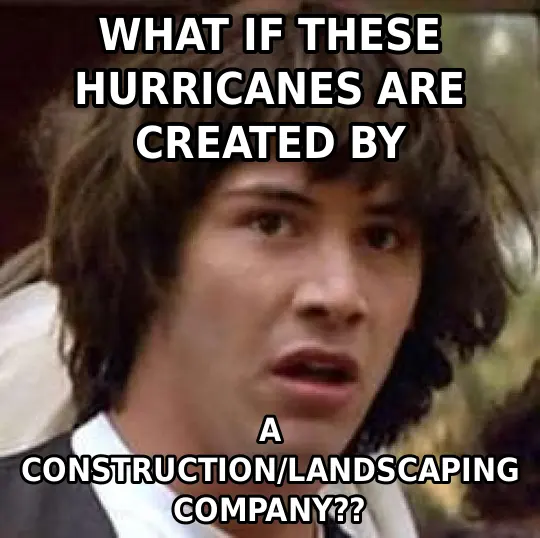 WHAT IF THESE
HURRICANES ARE
CREATED BY
A
CONSTRUCTION/LANDSCAPING
COMPANY??